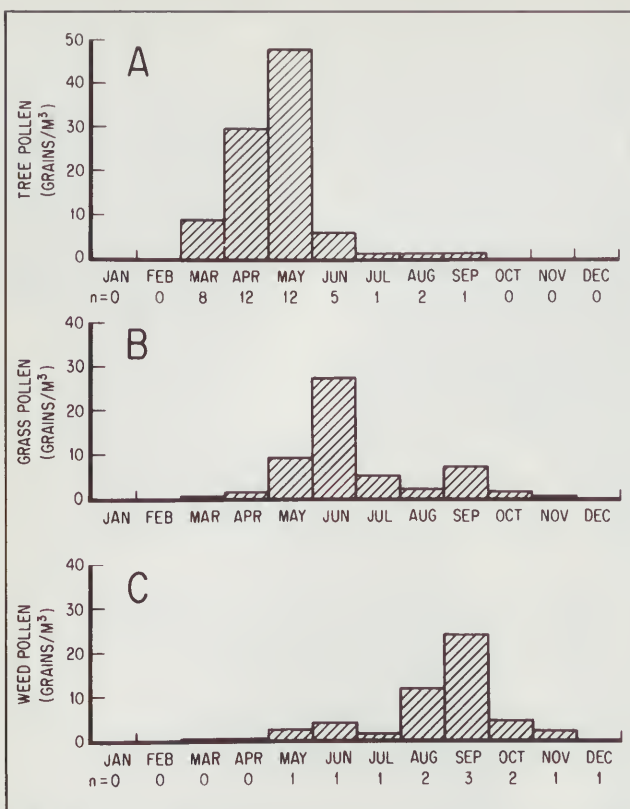 A
TREE POLLEN
(GRAINS/M³)
50
40
30
20
10
0
JAN FEB MAR APR MAY JUN JUL AUG SEP OCT NOV DEC
n=0 0 8 12 12 5 1 2 1 0 0 0
B
GRASS POLLEN
(GRAINS/M³)
40
30
20
10
0
JAN FEB MAR APR MAY JUN JUL AUG SEP OCT NOV DEC
C
WEED POLLEN
(GRAINS/M³)
40
30
20
10
0
JAN FEB MAR APR MAY JUN JUL AUG SEP OCT NOV DEC
n=0 0 0 0 1 1 1 2 3 2 1 1